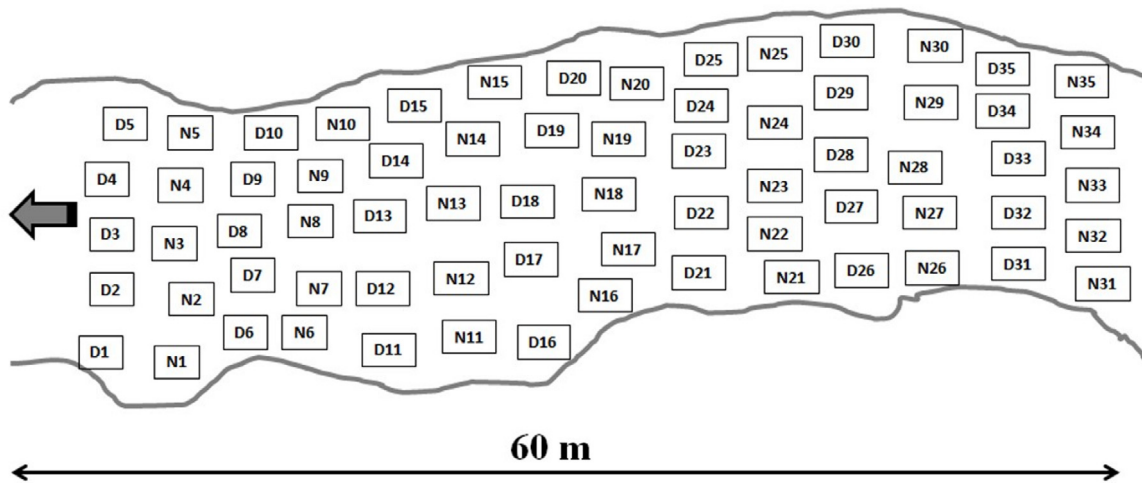 D30
N30
D25
N25
D35
N15
D20
N20
N35
D29
D15
D24
N29
D34
D5
N5
D10
N10
N14
D19
N19
N24
N34
D14
D23
D28
D33
D4
N4
D9
N9
N28
N23
N33
N13
D18
N18
D3
N3
D8
N8
D13
D22
D27
N27
D32
N22
N32
N17
D17
D2
N2
D7
N7
D12
N12
D21
N21
D26
N26
D31
N31
N16
D6
N6
N11
D16
D1
N1
D11
60 m